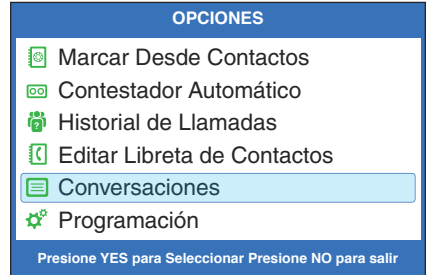 OPCIONES
Marcar Desde Contactos
Contestador Automático
Historial de Llamadas
Editar Libreta de Contactos
Conversaciones
Programación
Presione YES para Seleccionar Presione NO para salir